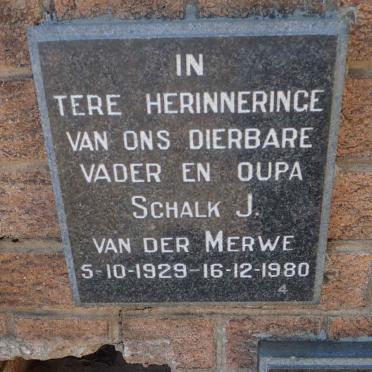 IN
TERE HERINNERINGE
VAN ONS DIERBARE
VADER EN OUPA
SCHALK J.
VAN DER MERWE
5-10-1929-16-12-1980
4